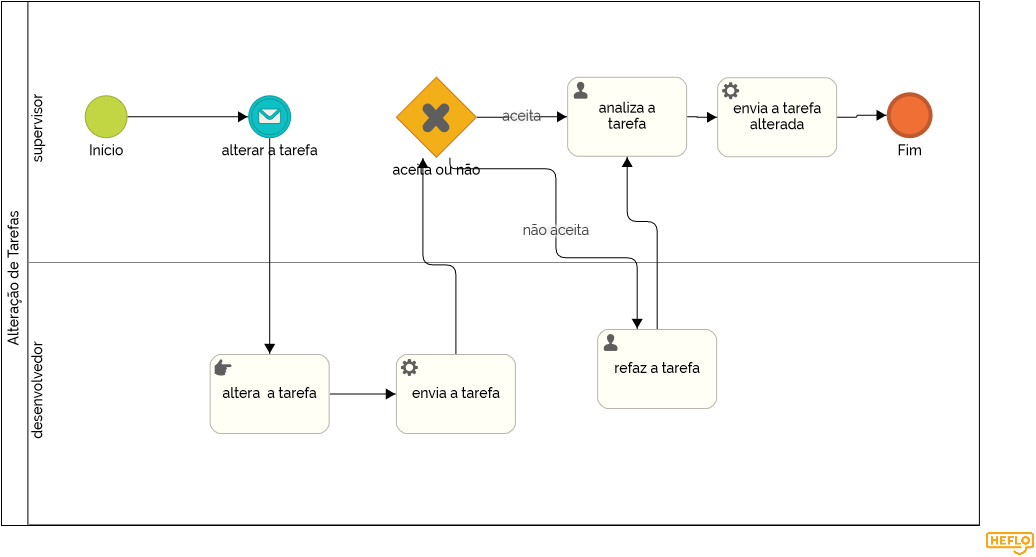 Alteração de Tarefas
supervisor
Início
alterar a tarefa
aceita ou não
aceita
analiza a
tarefa
envia a tarefa
alterada
Fim
não aceita
desenvolvedor
altera  a tarefa
envia a tarefa
refaz a tarefa
HEFLO